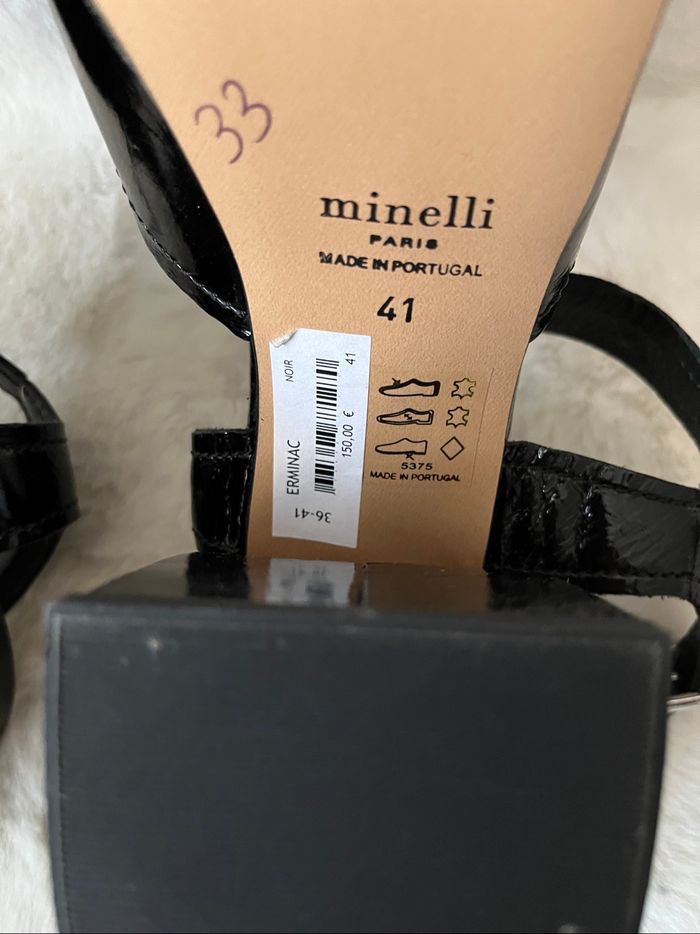 33
minelli
PARIS
MADE IN PORTUGAL
41
NOIR
41
ERMINAC
150,00 €
36-41
5375
MADE IN PORTUGAL